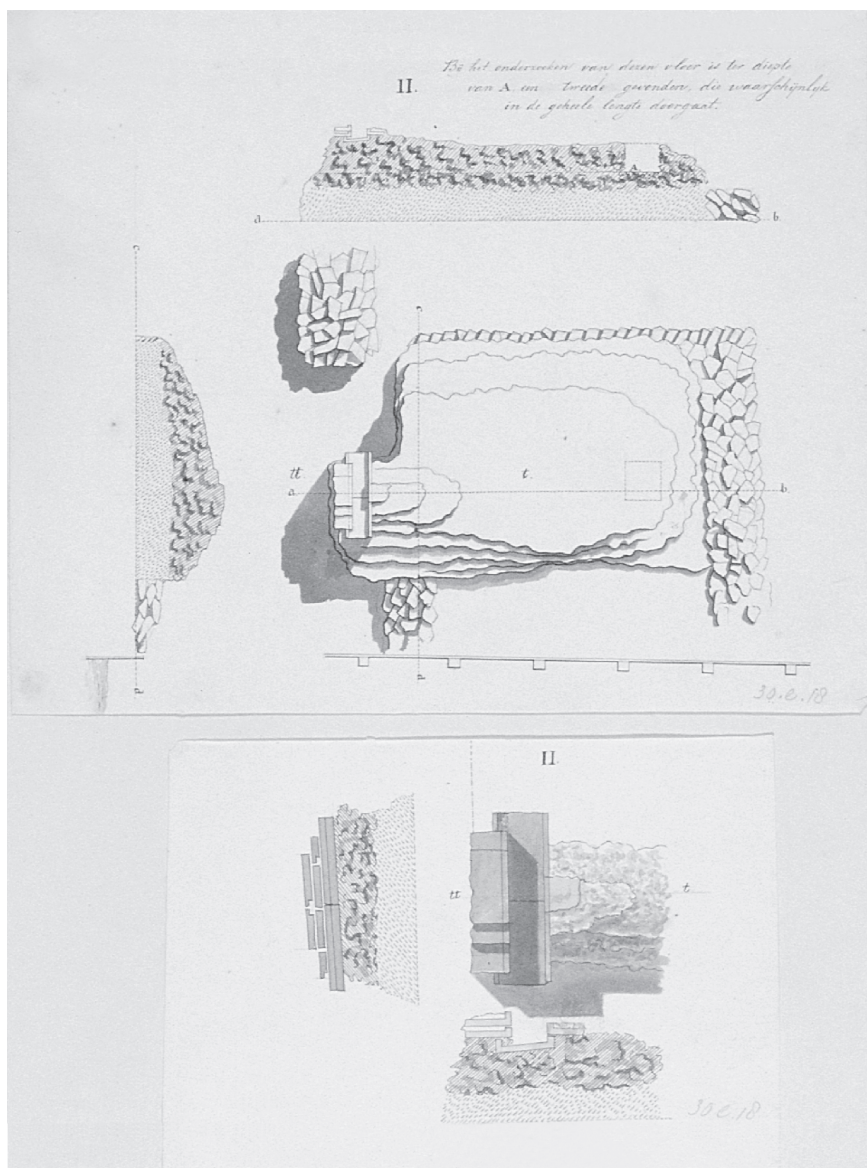 II.
Bij het onderzoeken van dezen vloer is ter diepte
van A een tweede gevonden, die waarschijnlijk
in de geheele lengte doorgaat.
A
a. b.
c
tt. t.
a b.
c
d
d
30.e.18
II.
tt. t.
30.e.18